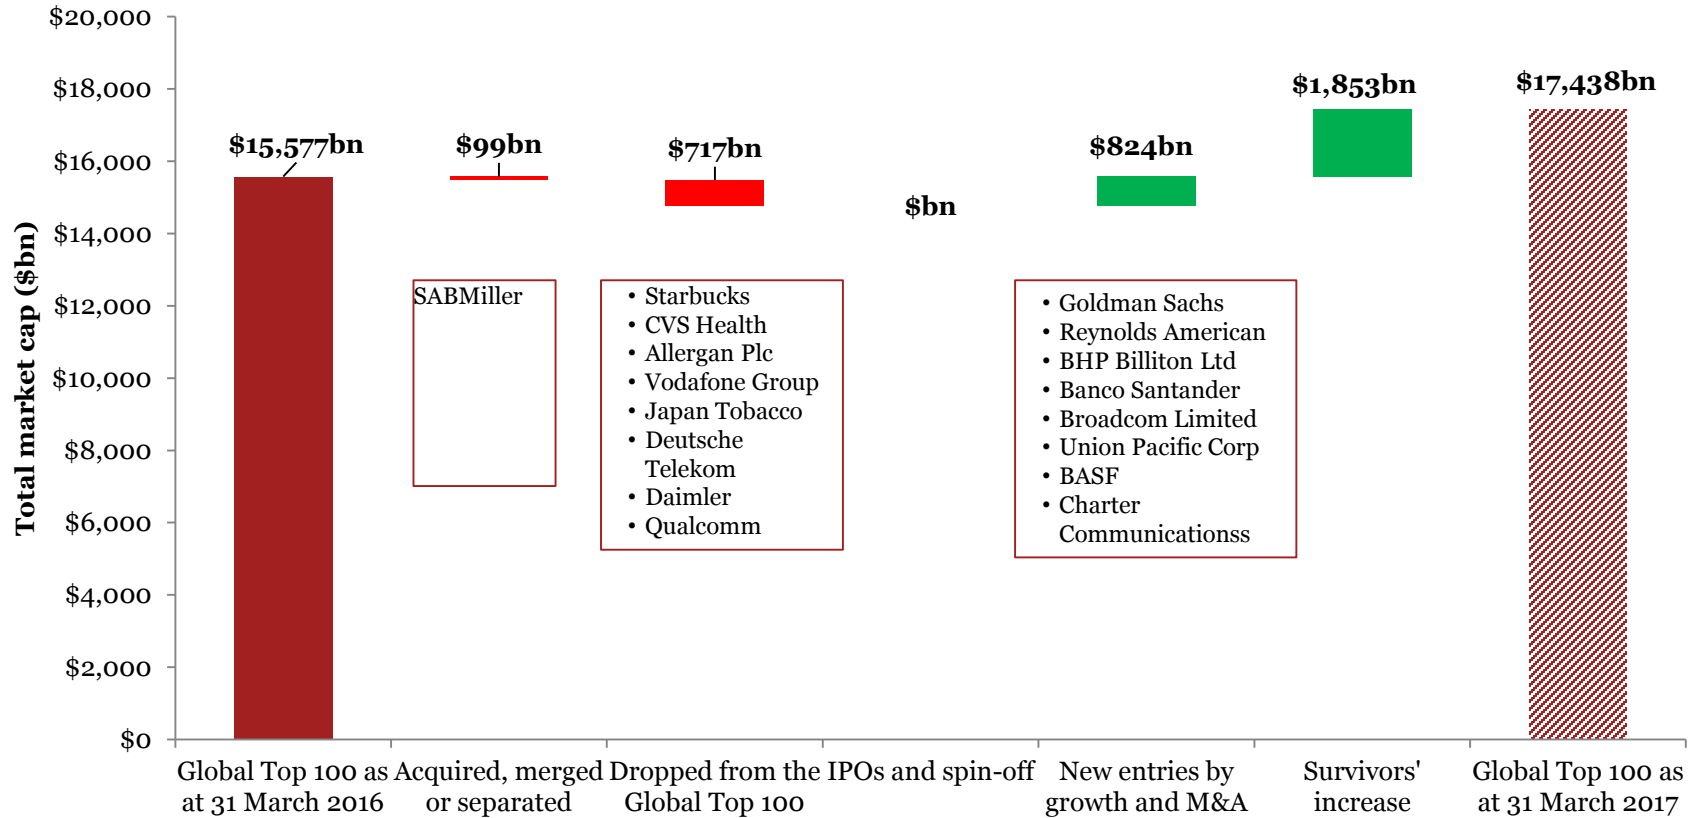 $20,000
$18,000
$16,000
$14,000
$12,000
$10,000
$8,000
$6,000
$4,000
$2,000
$0
Total market cap ($bn)
$15,577bn
$99bn
$717bn
$bn
$824bn
$1,853bn
$17,438bn
SABMiller
• Starbucks
• CVS Health
• Allergan Plc
• Vodafone Group
• Japan Tobacco
• Deutsche
Telekom
• Daimler
• Qualcomm
• Goldman Sachs
• Reynolds American
• BHP Billiton Ltd
• Banco Santander
• Broadcom Limited
• Union Pacific Corp
• BASF
• Charter
Communicationss
Global Top 100 as
at 31 March 2016
Acquired, merged
or separated
Dropped from the
Global Top 100
IPOs and spin-off
New entries by
growth and M&A
Survivors'
increase
Global Top 100 as
at 31 March 2017